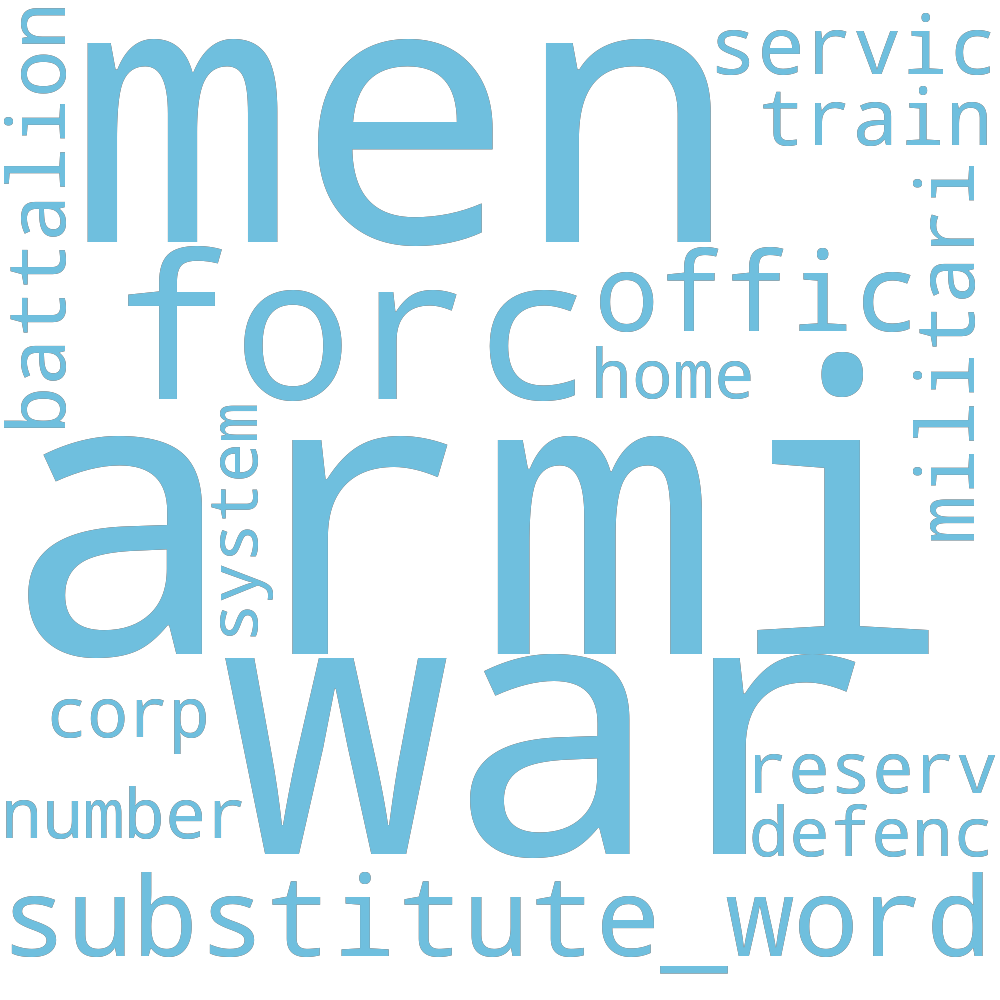 battalion
men
servic
train
militari
forc
offic
home
armi
system
war
corp
reserv
number
defenc
substitute_word